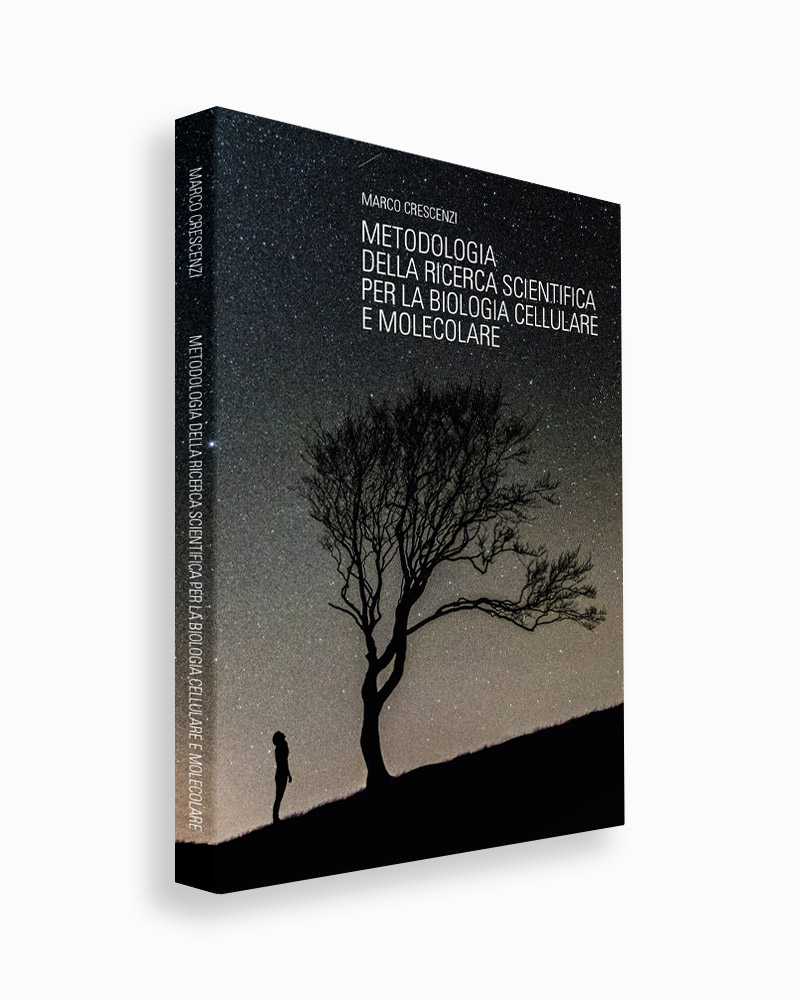 MARCO CRESCENZI
METODOLOGIA
DELLA RICERCA SCIENTIFICA
PER LA BIOLOGIA CELLULARE
E MOLECOLARE
MARCO CRESCENZI
METODOLOGIA DELLA RICERCA SCIENTIFICA PER LA BIOLOGIA CELLULARE E MOLECOLARE